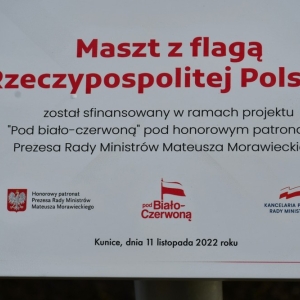 Maszt z flagą
Rzeczypospolitej Pols
został sfinansowany w ramach projektu
"Pod biało-czerwoną" pod honorowym patrona
Prezesa Rady Ministrów Mateusza Morawieckie
Honorowy patronat
Prezesa Rady Ministrów
Mateusza Morawieckiego
pod
Biało-
Czerwoną
KANCELARIA P
RADY MINIST
Kunice, dnia 11 listopada 2022 roku